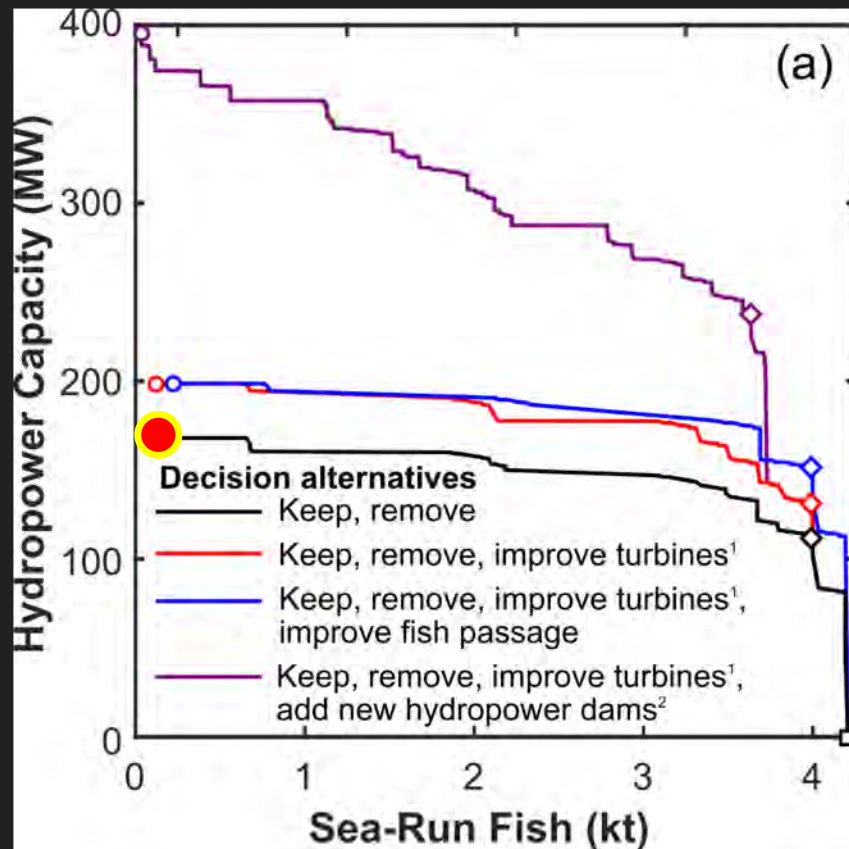 (a)
400
300
200
100
0
Hydropower Capacity (MW)
Decision alternatives
Keep, remove
Keep, remove, improve turbines¹
Keep, remove, improve turbines¹,
improve fish passage
Keep, remove, improve turbines¹,
add new hydropower dams²
0 1 2 3 4
Sea-Run Fish (kt)